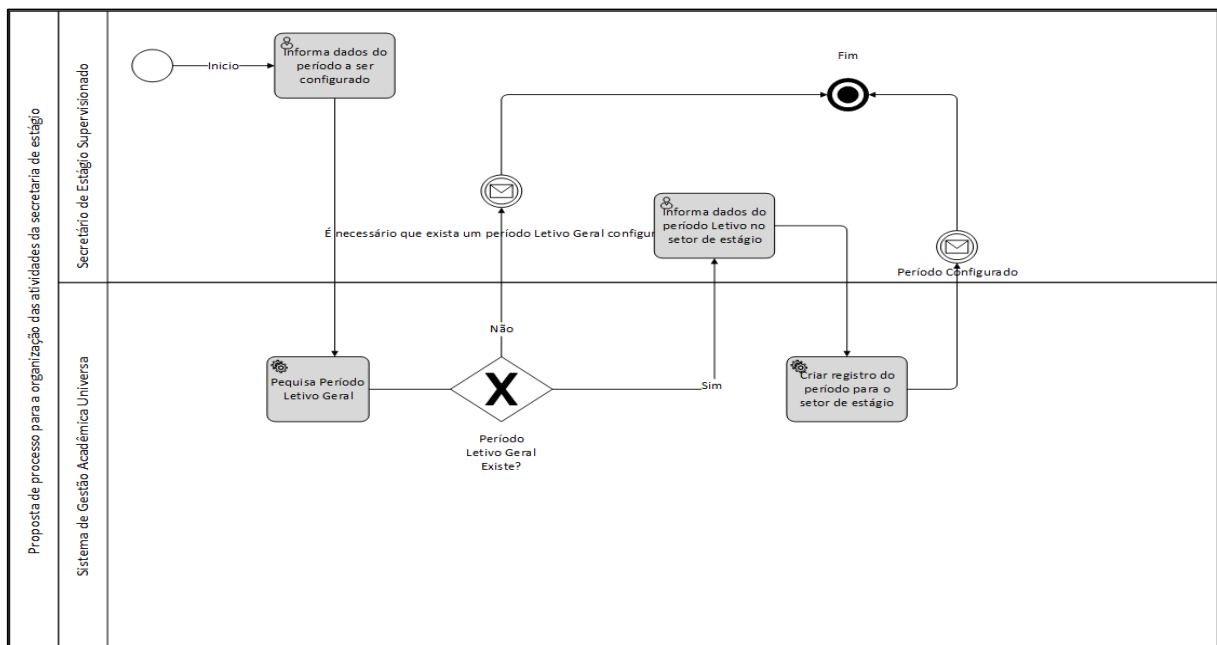 Proposta de processo para a organização das atividades da secretaria de estágio
Secretário de Estágio Supervisionado
Inicio
Informa dados do
período a ser
configurado
Fim
É necessário que exista um período Letivo Geral configur
Informa dados do
período Letivo no
setor de estágio
Período Configurado
Sistema de Gestão Acadêmica Universa
Não
Pequisa Período
Letivo Geral
X
Sim
Período
Letivo Geral
Existe?
Criar registro do
período para o
setor de estágio